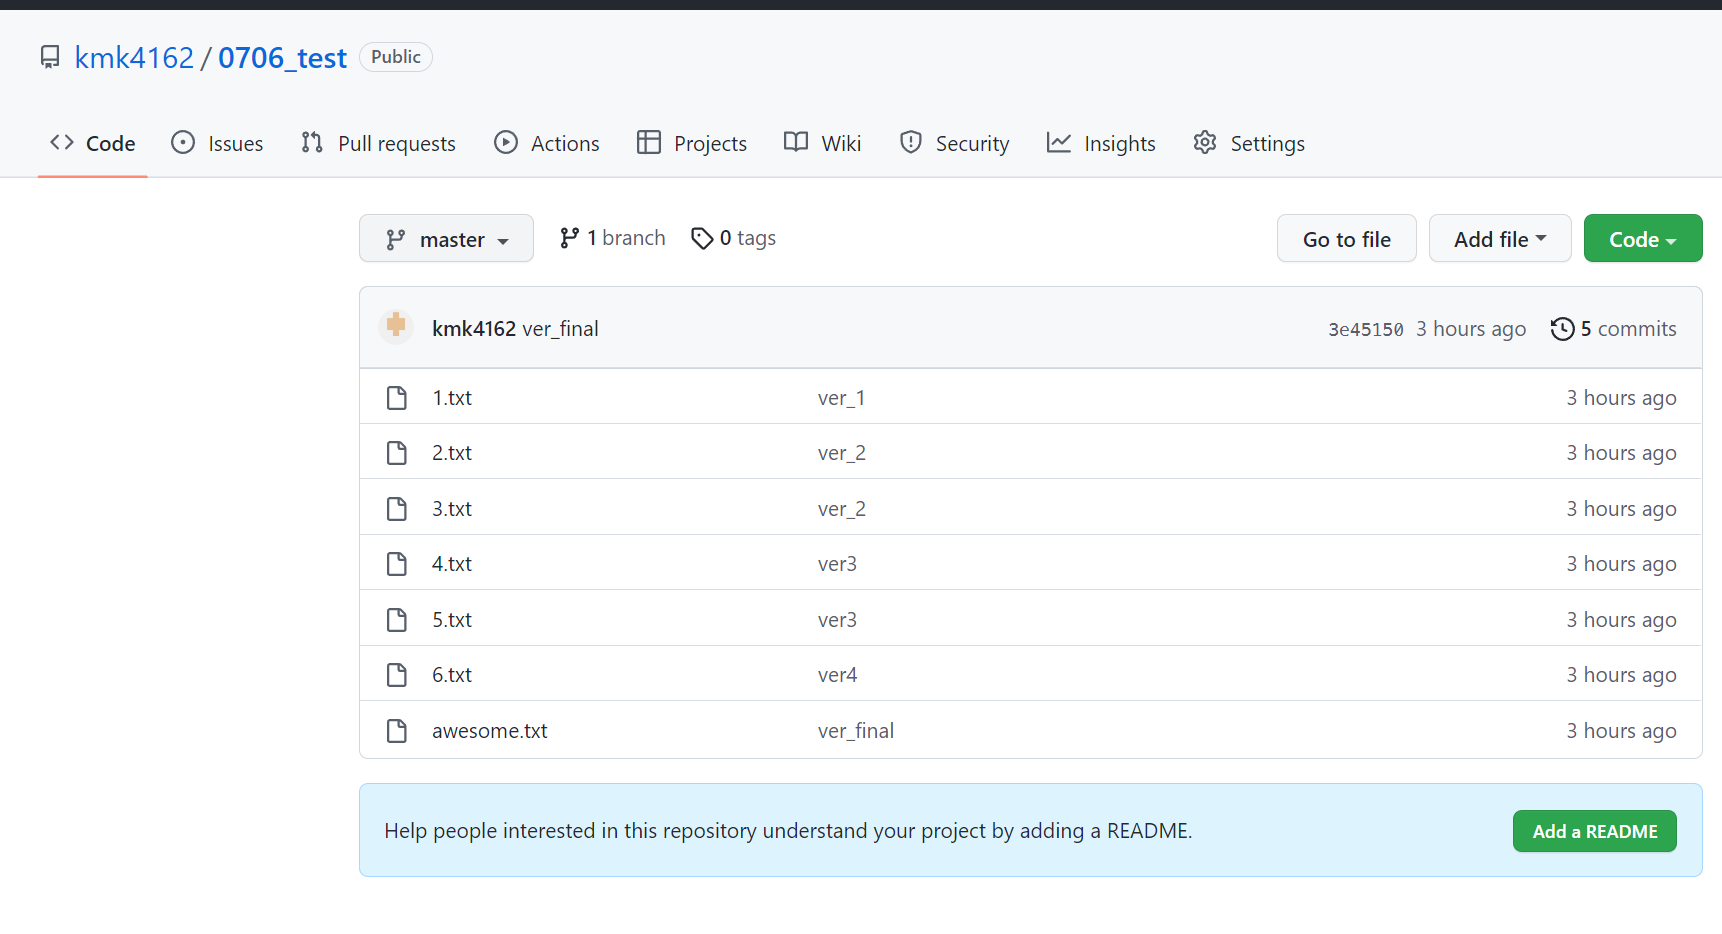 kmk4162 / 0706_test Public
Code Issues Pull requests Actions Projects Wiki Security Insights Settings
master 1 branch 0 tags Go to file Add file Code
kmk4162 ver_final 3e45150 3 hours ago 5 commits
1.txt ver_1 3 hours ago
2.txt ver_2 3 hours ago
3.txt ver_2 3 hours ago
4.txt ver3 3 hours ago
5.txt ver3 3 hours ago
6.txt ver4 3 hours ago
awesome.txt ver_final 3 hours ago
Help people interested in this repository understand your project by adding a README. Add a README